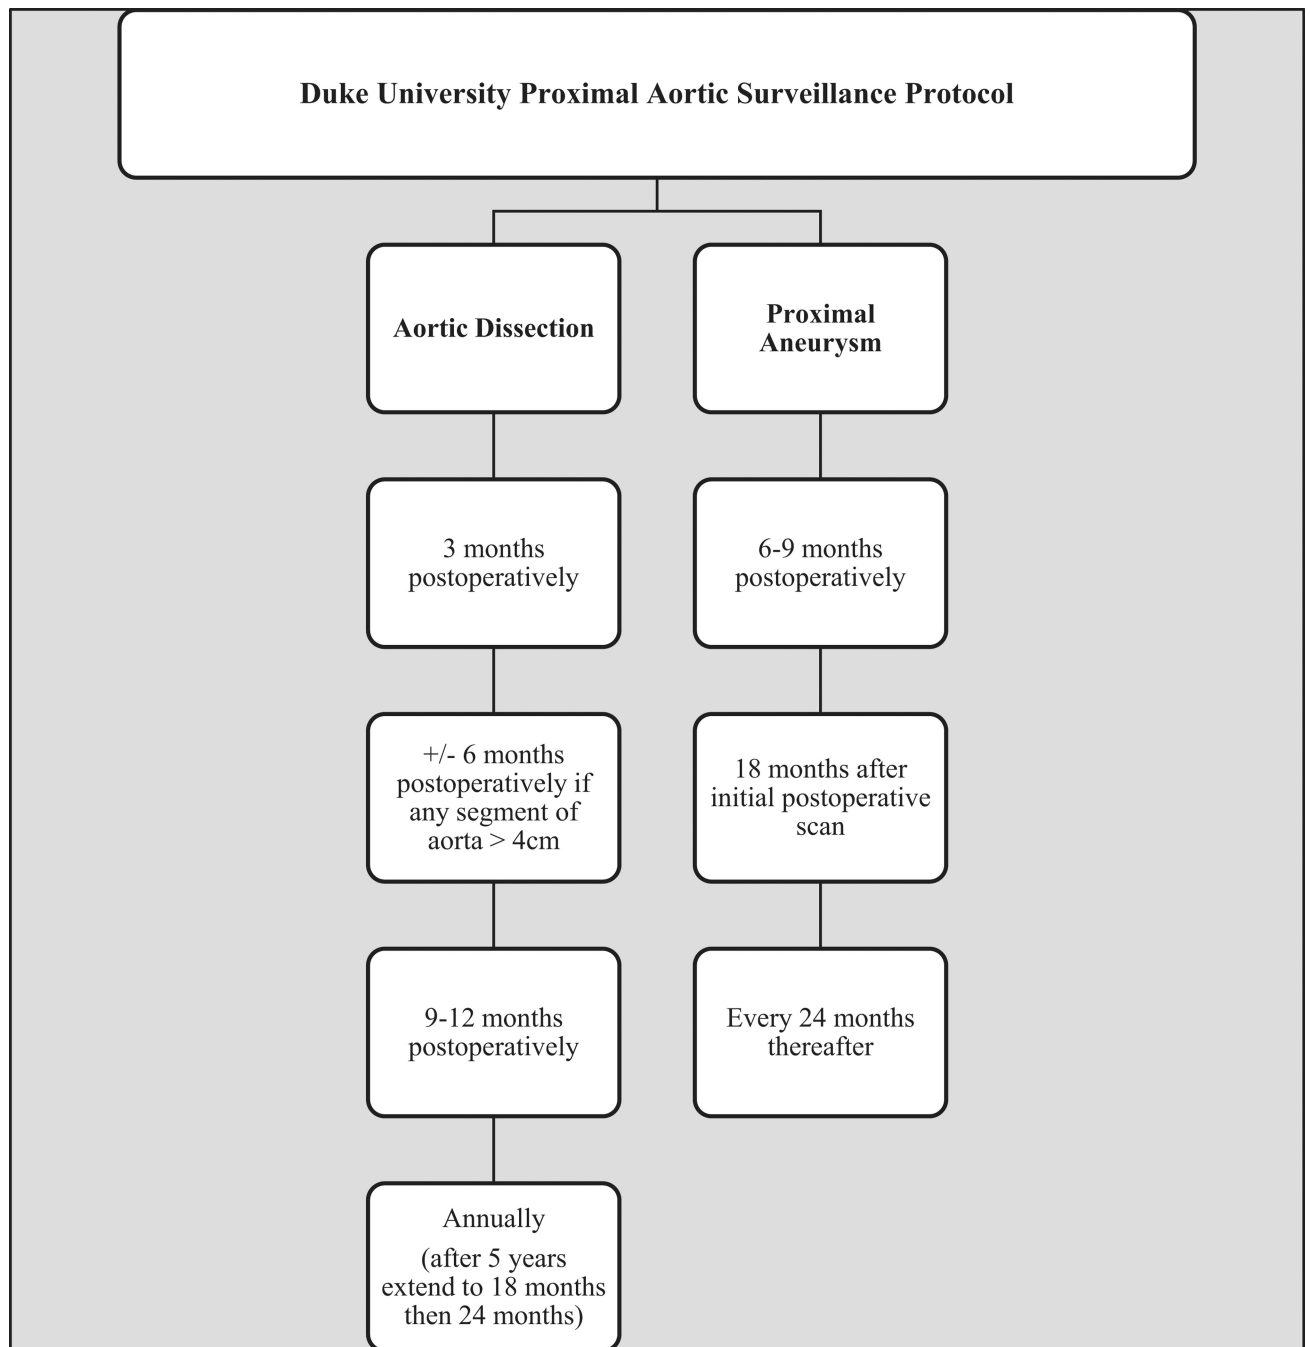 Duke University Proximal Aortic Surveillance Protocol
Aortic Dissection
3 months
postoperatively
+/- 6 months
postoperatively if
any segment of
aorta > 4cm
9-12 months
postoperatively
Annually
(after 5 years
extend to 18 months
then 24 months)
Proximal
Aneurysm
6-9 months
postoperatively
18 months after
initial postoperative
scan
Every 24 months
thereafter